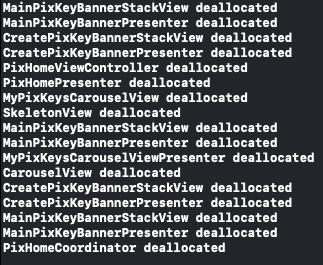 MainPixKeyBannerStackView deallocated
MainPixKeyBannerPresenter deallocated
CreatePixKeyBannerStackView deallocated
CreatePixKeyBannerPresenter deallocated
PixHomeViewController deallocated
PixHomePresenter deallocated
MyPixKeysCarouselView deallocated
SkeletonView deallocated
MainPixKeyBannerStackView deallocated
MainPixKeyBannerPresenter deallocated
MyPixKeysCarouselViewPresenter deallocated
CarouselView deallocated
CreatePixKeyBannerStackView deallocated
CreatePixKeyBannerPresenter deallocated
MainPixKeyBannerStackView deallocated
MainPixKeyBannerPresenter deallocated
PixHomeCoordinator deallocated